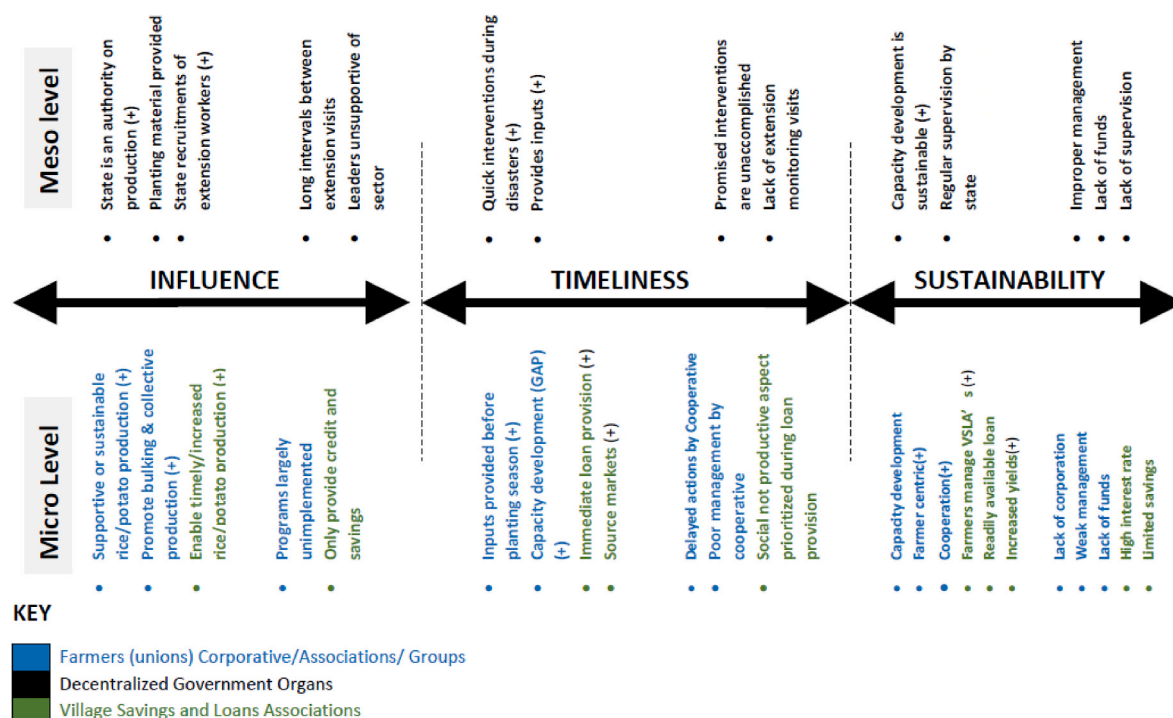 Meso level
• State is an authority on
production (+)
• Planting material provided
• State recruitments of
extension workers (+)
• Long intervals between
extension visits
• Leaders unsupportive of
sector
• Quick interventions during
disasters (+)
• Provides inputs (+)
• Promised interventions
are unaccomplished
• Lack of extension
monitoring visits
• Capacity development is
sustainable (+)
• Regular supervision by
state
• Improper management
• Lack of funds
• Lack of supervision
INFLUENCE
TIMELINESS
SUSTAINABILITY
Micro Level
• Supportive or sustainable
rice/potato production (+)
• Promote bulking & collective
production (+)
• Enable timely/increased
rice/potato production (+)
• Programs largely
unimplemented
• Only provide credit and
savings
• Inputs provided before
planting season (+)
• Capacity development (GAP)
(+)
• Immediate loan provision (+)
• Source markets (+)
• Delayed actions by Cooperative
• Poor management by
cooperative
• Social not productive aspect
prioritized during loan
provision
• Capacity development
• Farmer centric(+)
• Cooperation(+)
• Farmers manage VSLA' s (+)
• Readily available loan
• Increased yields(+)
• Lack of corporation
• Weak management
• Lack of funds
• High interest rate
• Limited savings
KEY
Farmers (unions) Corporative/Associations/ Groups
Decentralized Government Organs
Village Savings and Loans Associations